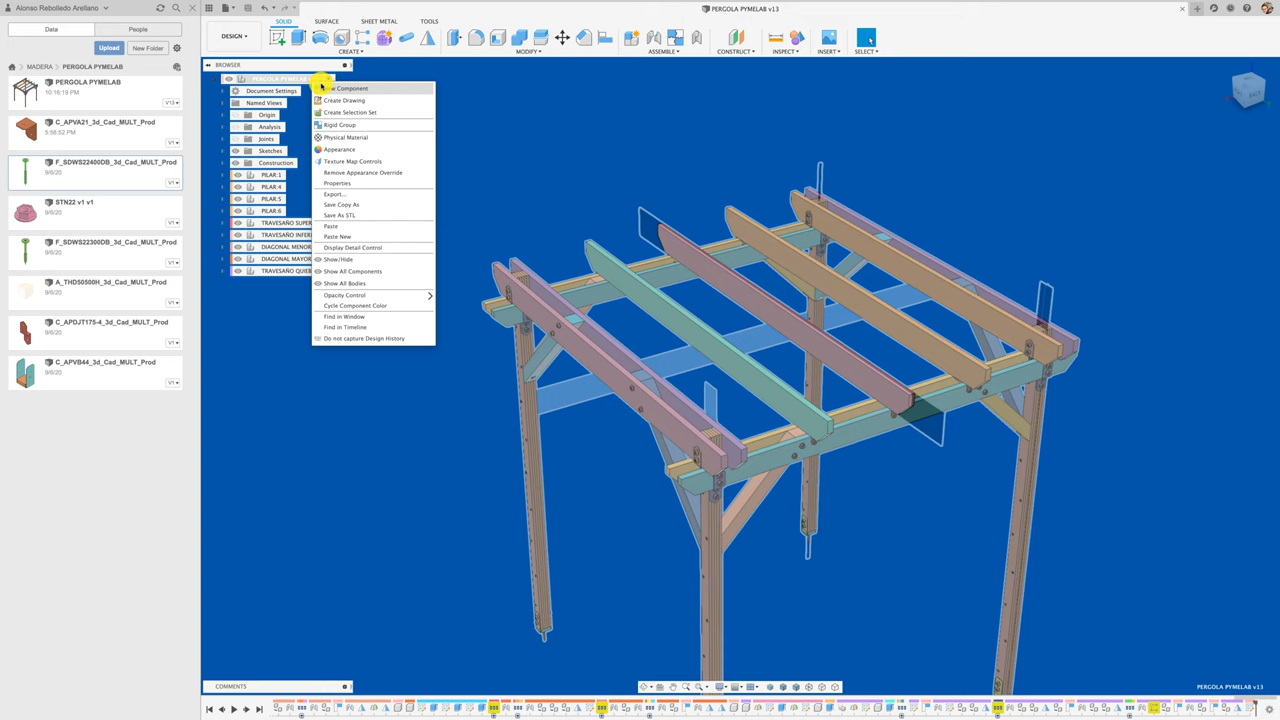 Alonso Rebolledo Arellano
PERGOLA PYMELAB v13
Data
People
Upload
New Folder
MADERA
PERGOLA PYMELAB
PERGOLA PYMELAB
10:16:19 PM
V13
C_APVA21_3d_Cad_MULT_Prod
5:58:52 PM
V1
F_SDWS22400DB_3d_Cad_MULT_Prod
9/6/20
V1
STN22 v1 v1
9/6/20
V1
F_SDWS22300DB_3d_Cad_MULT_Prod
9/6/20
V1
A_THD50500H_3d_Cad_MULT_Prod
9/6/20
V1
C_APDJT175-4_3d_Cad_MULT_Prod
9/6/20
V1
C_APVB44_3d_Cad_MULT_Prod
9/6/20
V1
DESIGN
SOLID
SURFACE
SHEET METAL
TOOLS
CREATE
MODIFY
ASSEMBLE
CONSTRUCT
INSPECT
INSERT
SELECT
BROWSER
PERGOLA PYMELAB
Document Settings
Named Views
Origin
Analysis
Joints
Sketches
Construction
PILAR:1
PILAR:4
PILAR:5
PILAR:6
TRAVESAÑO SUPER
TRAVESAÑO INFERI
DIAGONAL MENOR
DIAGONAL MAYOR
TRAVESAÑO QUIEB
Component
Create Drawing
Create Selection Set
Rigid Group
Physical Material
Appearance
Texture Map Controls
Remove Appearance Override
Properties
Export...
Save Copy As
Save As STL
Paste
Paste New
Display Detail Control
Show/Hide
Show All Components
Show All Bodies
Opacity Control
Cycle Component Color
Find in Window
Find in Timeline
Do not capture Design History
BACK
COMMENTS
PERGOLA PYMELAB v13